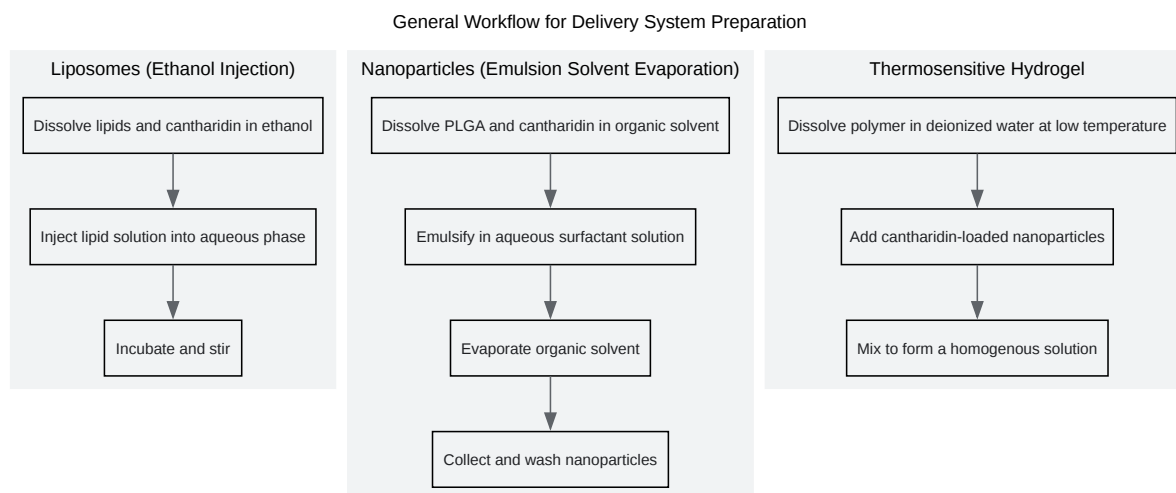 General Workflow for Delivery System Preparation
Liposomes (Ethanol Injection)
Dissolve lipids and cantharidin in ethanol
Inject lipid solution into aqueous phase
Incubate and stir
Nanoparticles (Emulsion Solvent Evaporation)
Dissolve PLGA and cantharidin in organic solvent
Emulsify in aqueous surfactant solution
Evaporate organic solvent
Collect and wash nanoparticles
Thermosensitive Hydrogel
Dissolve polymer in deionized water at low temperature
Add cantharidin-loaded nanoparticles
Mix to form a homogenous solution